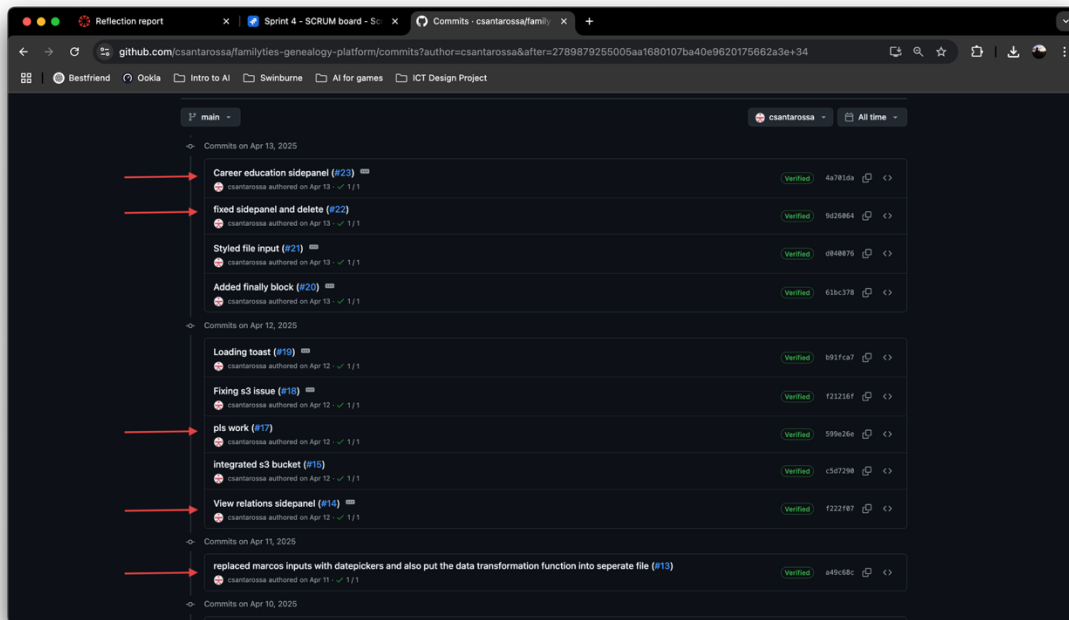 Reflection report
Sprint 4 - SCRUM board - Sc
Commits · csantarossa/family
github.com/csantarossa/familyties-genealogy-platform/commits?author=csantarossa&after=2789879255005aa1680107ba40e9620175662a3e+34
Bestfriend
Ookla
Intro to AI
Swinburne
AI for games
ICT Design Project
main
csantarossa
All time
Commits on Apr 13, 2025
Career education sidepanel (#23)
csantarossa authored on Apr 13 · 1 / 1
Verified
4a701da
fixed sidepanel and delete (#22)
csantarossa authored on Apr 13 · 1 / 1
Verified
9d26064
Styled file input (#21)
csantarossa authored on Apr 13 · 1 / 1
Verified
d040076
Added finally block (#20)
csantarossa authored on Apr 13 · 1 / 1
Verified
61bc378
Commits on Apr 12, 2025
Loading toast (#19)
csantarossa authored on Apr 12 · 1 / 1
Verified
b91fca7
Fixing s3 issue (#18)
csantarossa authored on Apr 12 · 1 / 1
Verified
f21216f
pls work (#17)
csantarossa authored on Apr 12 · 1 / 1
Verified
599e26e
integrated s3 bucket (#15)
csantarossa authored on Apr 12 · 1 / 1
Verified
c5d7290
View relations sidepanel (#14)
csantarossa authored on Apr 12 · 1 / 1
Verified
f222f07
Commits on Apr 11, 2025
replaced marcos inputs with datepickers and also put the data transformation function into seperate file (#13)
csantarossa authored on Apr 11 · 1 / 1
Verified
a49c68c
Commits on Apr 10, 2025